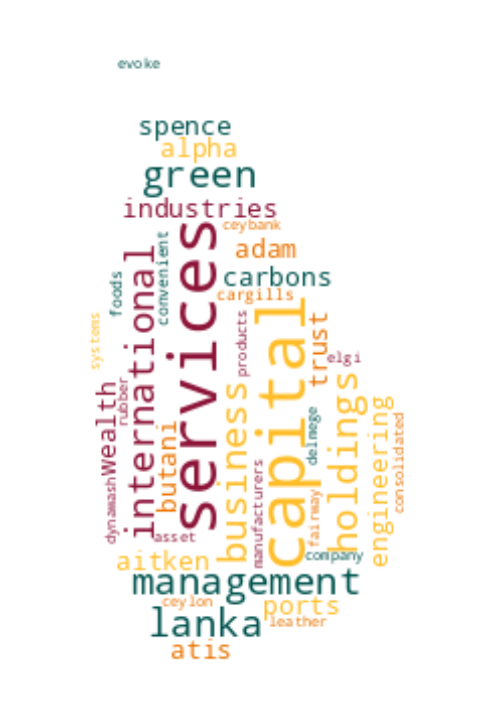 evoke
spence
alpha
green
industries
ceybank
services
international
convenient
adam
foods
carbons
cargills
capital
systems
products
trust
elgi
wealth
rubber
business
holdings
engineering
butani
delmege
consolidated
dynawash
manufacturers
fairway
asset
aitken
company
management
ceylon
ports
lanka
leather
atis